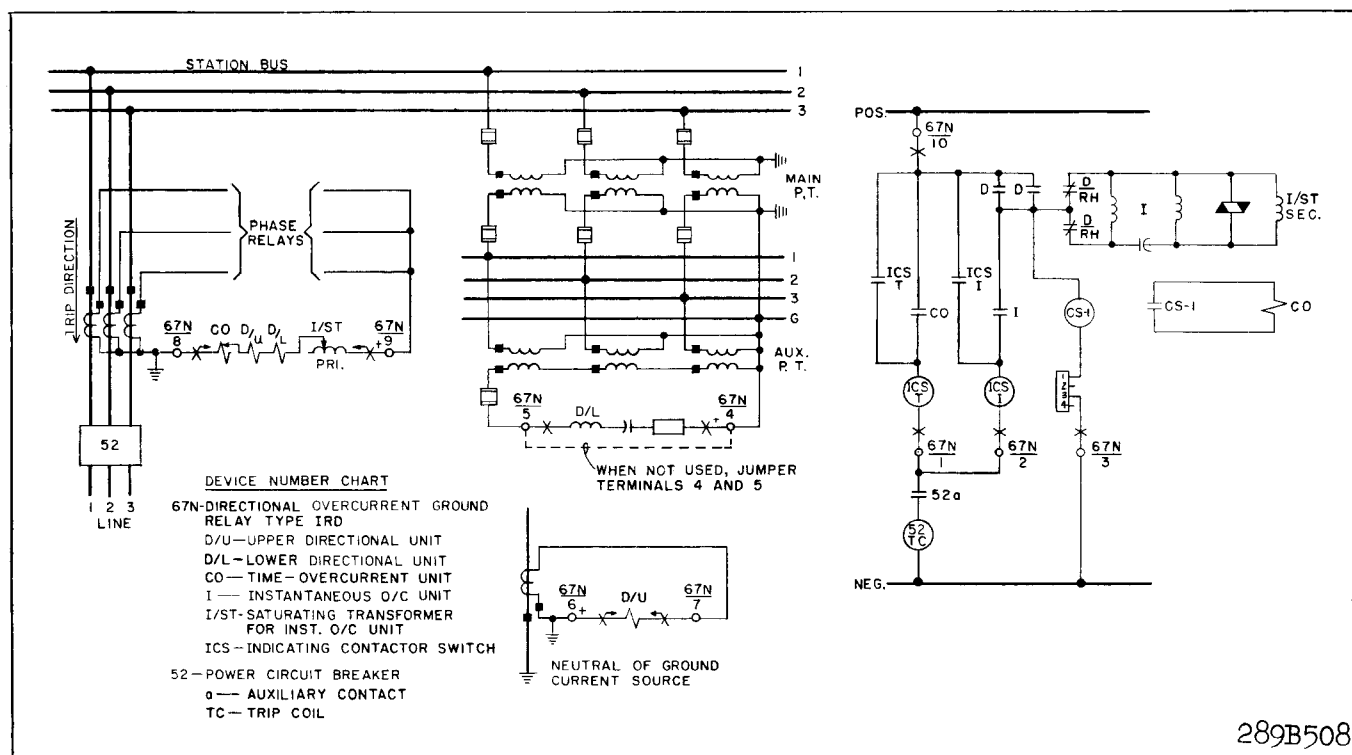 STATION BUS
1
2
3
TRIP DIRECTION
PHASE
RELAYS
67N
8
CO
D/U
D/L
I/ST
PRI.
67N
+9
52
1 2 3
LINE
MAIN
P.T.
1
2
3
G
AUX.
P.T.
67N
5
D/L
67N
+ 4
WHEN NOT USED, JUMPER
TERMINALS 4 AND 5
DEVICE NUMBER CHART
67N-DIRECTIONAL OVERCURRENT GROUND
RELAY TYPE IRD
D/U—UPPER DIRECTIONAL UNIT
D/L-LOWER DIRECTIONAL UNIT
CO—TIME-OVERCURRENT UNIT
I — INSTANTANEOUS O/C UNIT
I/ST-SATURATING TRANSFORMER
FOR INST. O/C UNIT
ICS-INDICATING CONTACTOR SWITCH
52-POWER CIRCUIT BREAKER
a — AUXILIARY CONTACT
TC-TRIP COIL
67N
6 +
D/U
67N
7
NEUTRAL OF GROUND
CURRENT SOURCE
POS.
67N
10
D
D
D
RH
D
RH
I
I/ST
SEC.
ICS
T
ICS
I
CO
I
CS-1
CS-1
CO
ICS
T
ICS
I
1
2
3
4
67N
1
67N
2
67N
3
52a
52
TC
NEG.
289B508